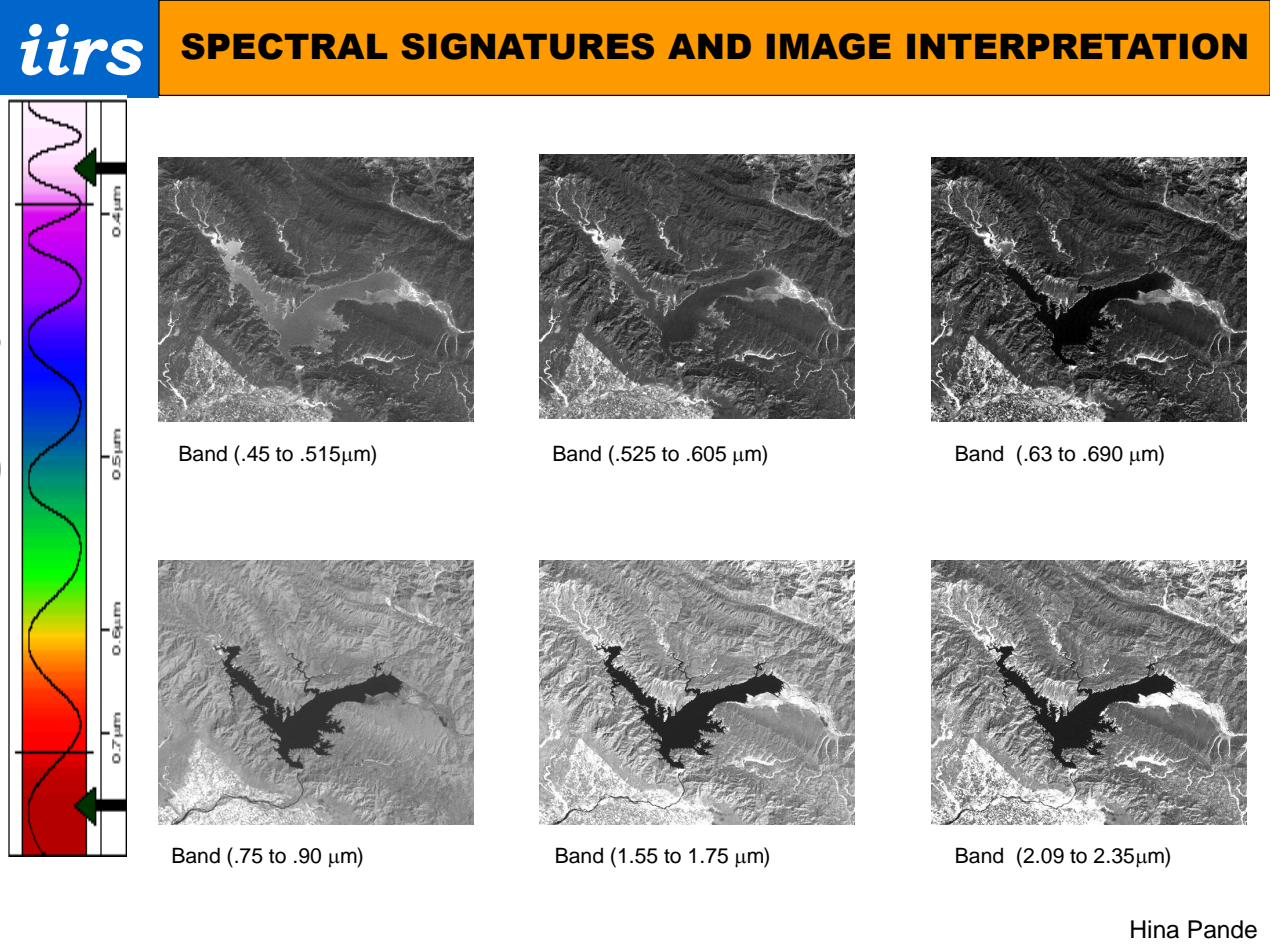 iirs
SPECTRAL SIGNATURES AND IMAGE INTERPRETATION
0.4μm
0.5μm
0.6μm
0.7μm
Band (.45 to .515μm)
Band (.525 to .605 μm)
Band (.63 to .690 μm)
Band (.75 to .90 μm)
Band (1.55 to 1.75 μm)
Band (2.09 to 2.35μm)
Hina Pande